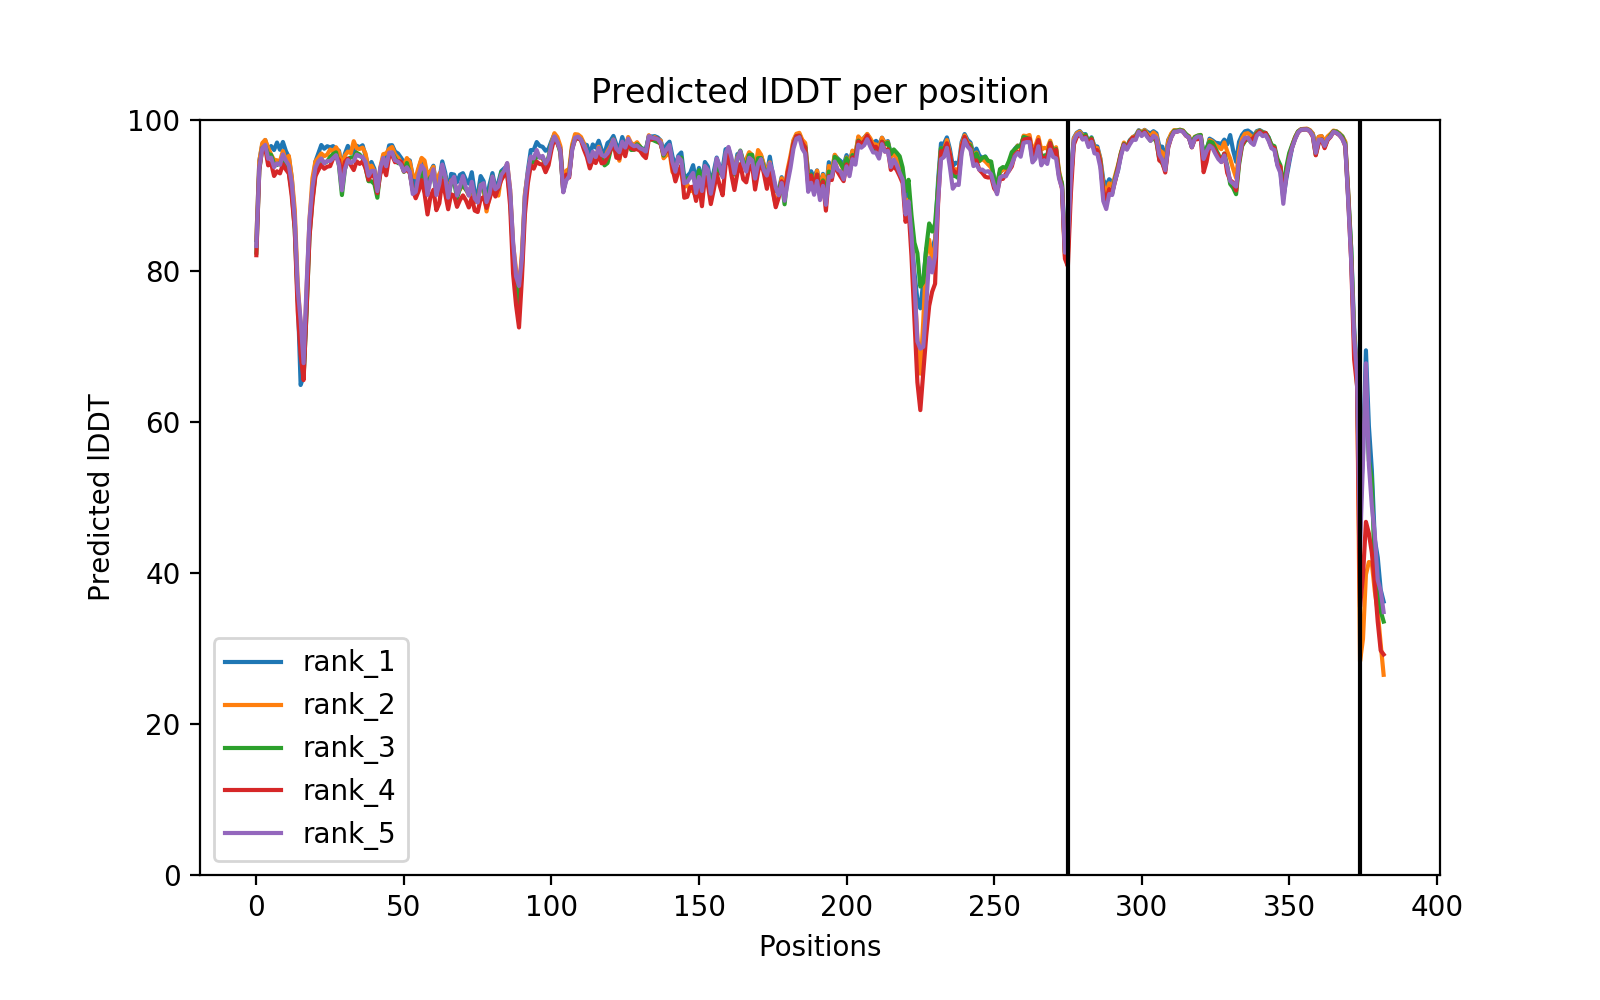 Predicted lDDT per position
100
80
60
40
20
0
Predicted lDDT
rank_1
rank_2
rank_3
rank_4
rank_5
0 50 100 150 200 250 300 350 400
Positions